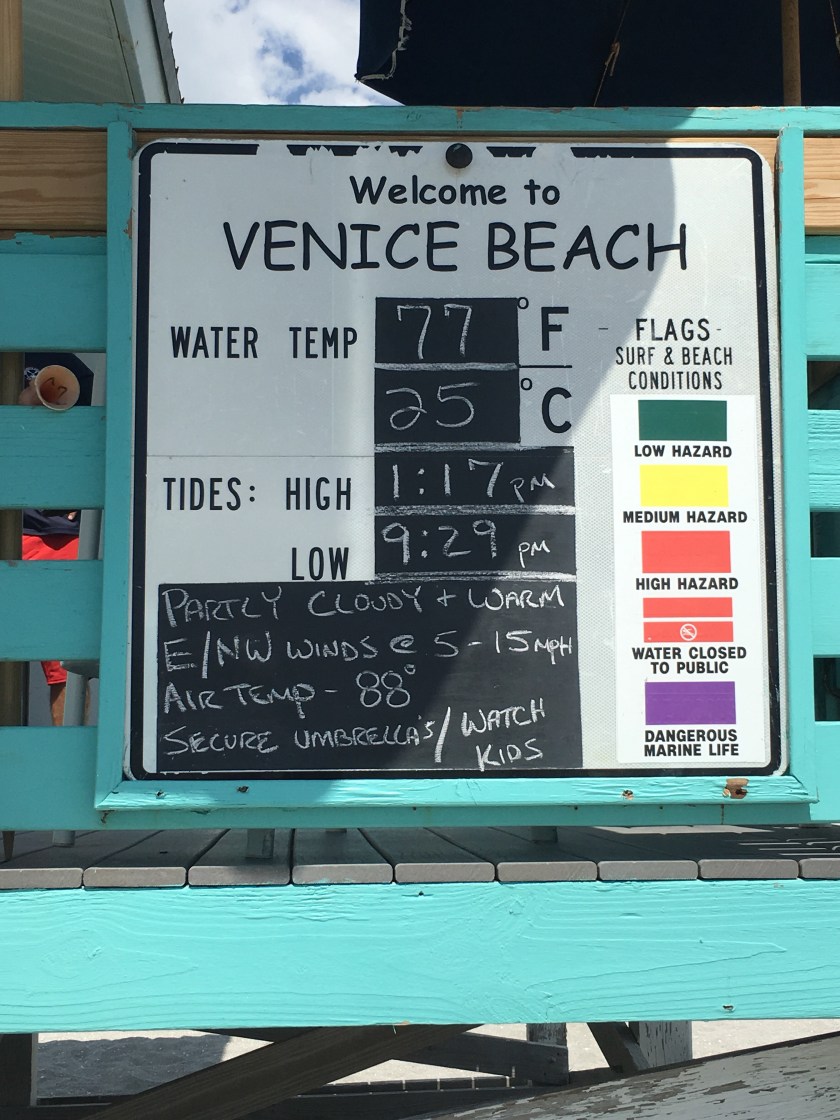 Welcome to
VENICE BEACH
WATER TEMP 77 °F
25 °C
TIDES: HIGH 1:17 PM
LOW 9:29 PM
PARTLY CLOUDY + WARM
E/NW WINDS @ 5-15 MPH
AIR TEMP - 88°
SECURE UMBRELLA'S / WATCH
KIDS
- FLAGS -
SURF & BEACH
CONDITIONS
LOW HAZARD
MEDIUM HAZARD
HIGH HAZARD
WATER CLOSED
TO PUBLIC
DANGEROUS
MARINE LIFE